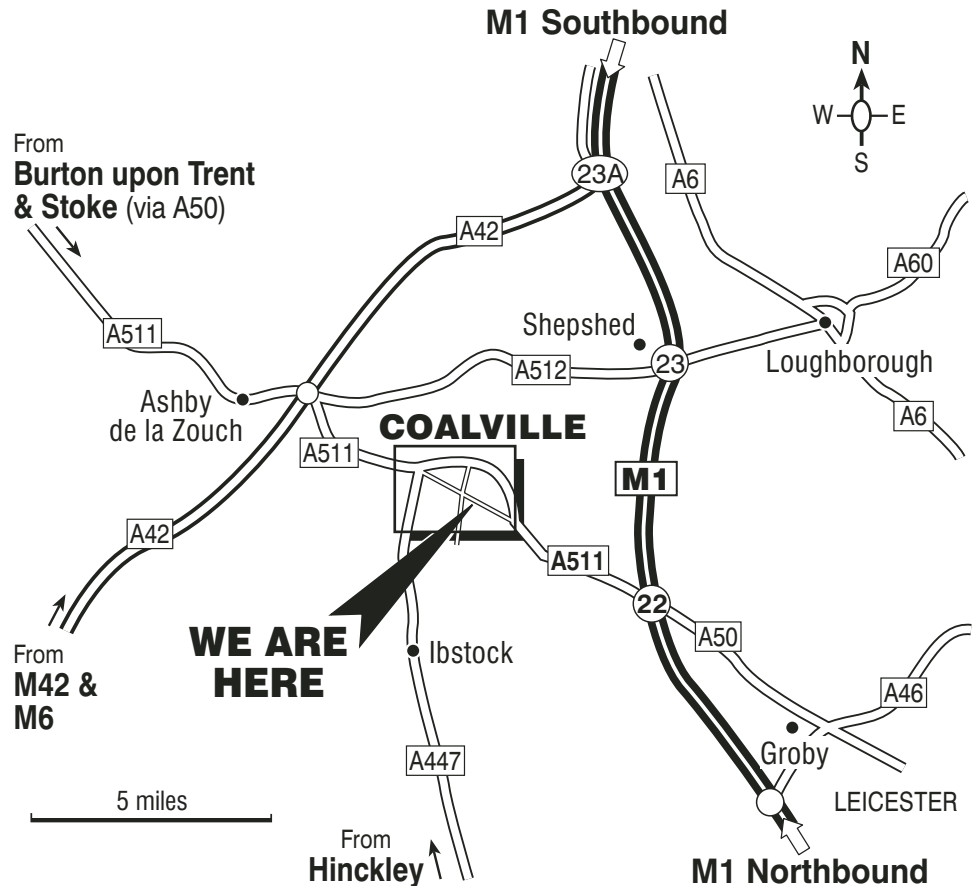 M1 Southbound
N
W E
S
From
Burton upon Trent
& Stoke (via A50)
23A
A6
A42
A60
A511
Shepshed
23
Loughborough
A512
Ashby
de la Zouch
COALVILLE
A6
A511
M1
A42
A511
22
A50
WE ARE
HERE
Ibstock
From
M42 &
M6
A46
Groby
A447
5 miles
LEICESTER
From
Hinckley
M1 Northbound